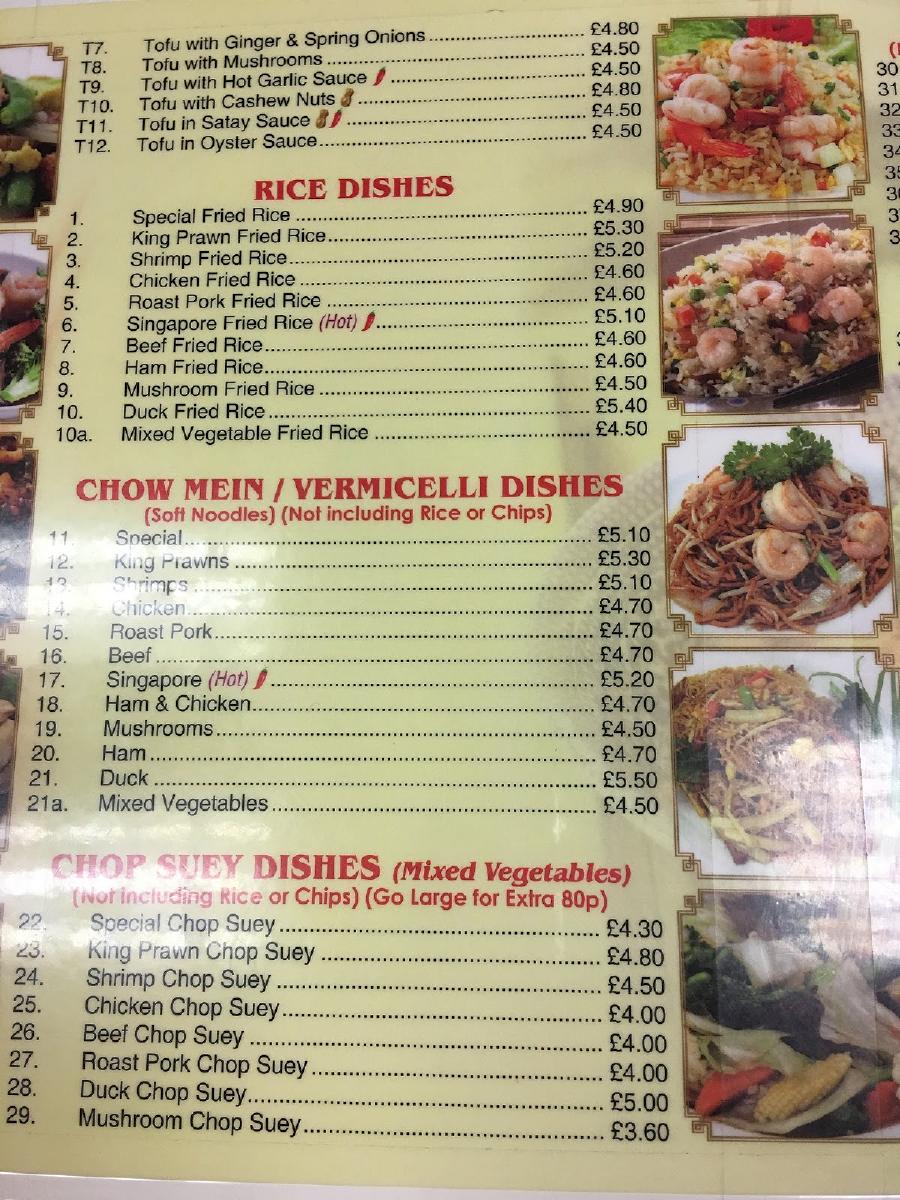 T7. Tofu with Ginger & Spring Onions £4.80
T8. Tofu with Mushrooms £4.50
T9. Tofu with Hot Garlic Sauce £4.50
T10. Tofu with Cashew Nuts £4.80
T11. Tofu in Satay Sauce £4.50
T12. Tofu in Oyster Sauce £4.50
RICE DISHES
1. Special Fried Rice £4.90
2. King Prawn Fried Rice £5.30
3. Shrimp Fried Rice £5.20
4. Chicken Fried Rice £4.60
5. Roast Pork Fried Rice £4.60
6. Singapore Fried Rice (Hot) £5.10
7. Beef Fried Rice £4.60
8. Ham Fried Rice £4.60
9. Mushroom Fried Rice £4.50
10. Duck Fried Rice £5.40
10a. Mixed Vegetable Fried Rice £4.50
CHOW MEIN / VERMICELLI DISHES
(Soft Noodles) (Not including Rice or Chips)
11. Special £5.10
12. King Prawns £5.30
13. Shrimps £5.10
14. Chicken £4.70
15. Roast Pork £4.70
16. Beef £4.70
17. Singapore (Hot) £5.20
18. Ham & Chicken £4.70
19. Mushrooms £4.50
20. Ham £4.70
21. Duck £5.50
21a. Mixed Vegetables £4.50
CHOP SUEY DISHES (Mixed Vegetables)
(Not including Rice or Chips) (Go Large for Extra 80p)
22. Special Chop Suey £4.30
23. King Prawn Chop Suey £4.80
24. Shrimp Chop Suey £4.50
25. Chicken Chop Suey £4.00
26. Beef Chop Suey £4.00
27. Roast Pork Chop Suey £4.00
28. Duck Chop Suey £5.00
29. Mushroom Chop Suey £3.60
30
31
32
33
34